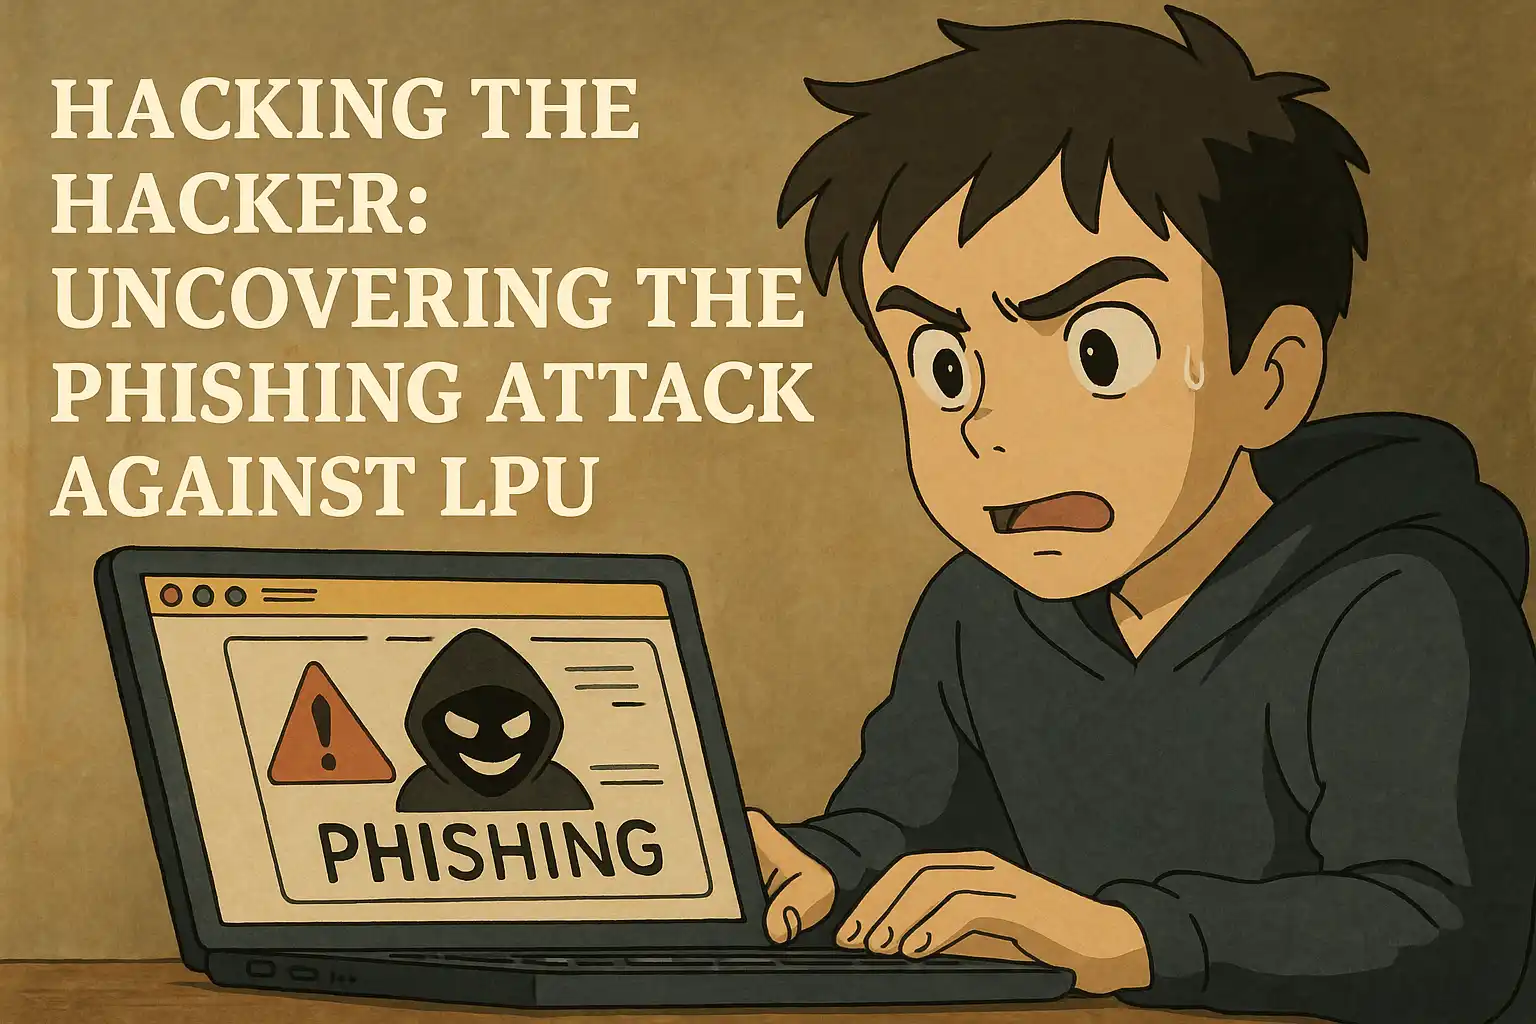 HACKING THE
HACKER:
UNCOVERING THE
PHISHING ATTACK
AGAINST LPU
PHISHING